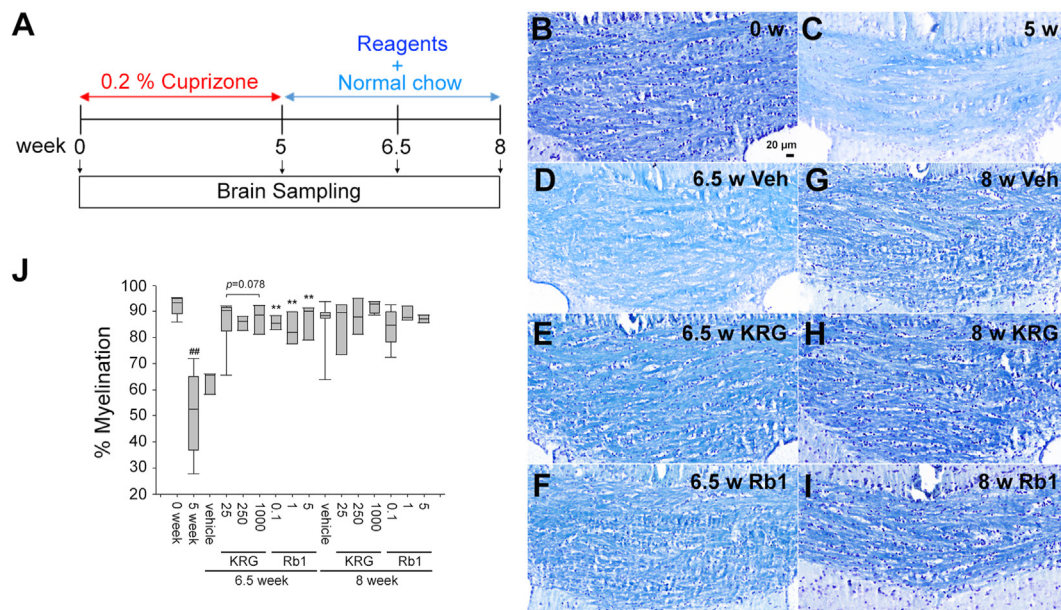 A
Reagents
+
Normal chow
0.2 % Cuprizone
week 0 5 6.5 8
Brain Sampling
B 0 w
20 µm
C 5 w
D 6.5 w Veh
G 8 w Veh
E 6.5 w KRG
H 8 w KRG
F 6.5 w Rb1
I 8 w Rb1
J
% Myelination
100
90
80
70
60
50
40
30
20
##
p=0.078
** ** **
0 week
5 week
vehicle
25
250
1000
0.1
1
5
vehicle
25
250
1000
0.1
1
5
KRG Rb1 KRG Rb1
6.5 week 8 week